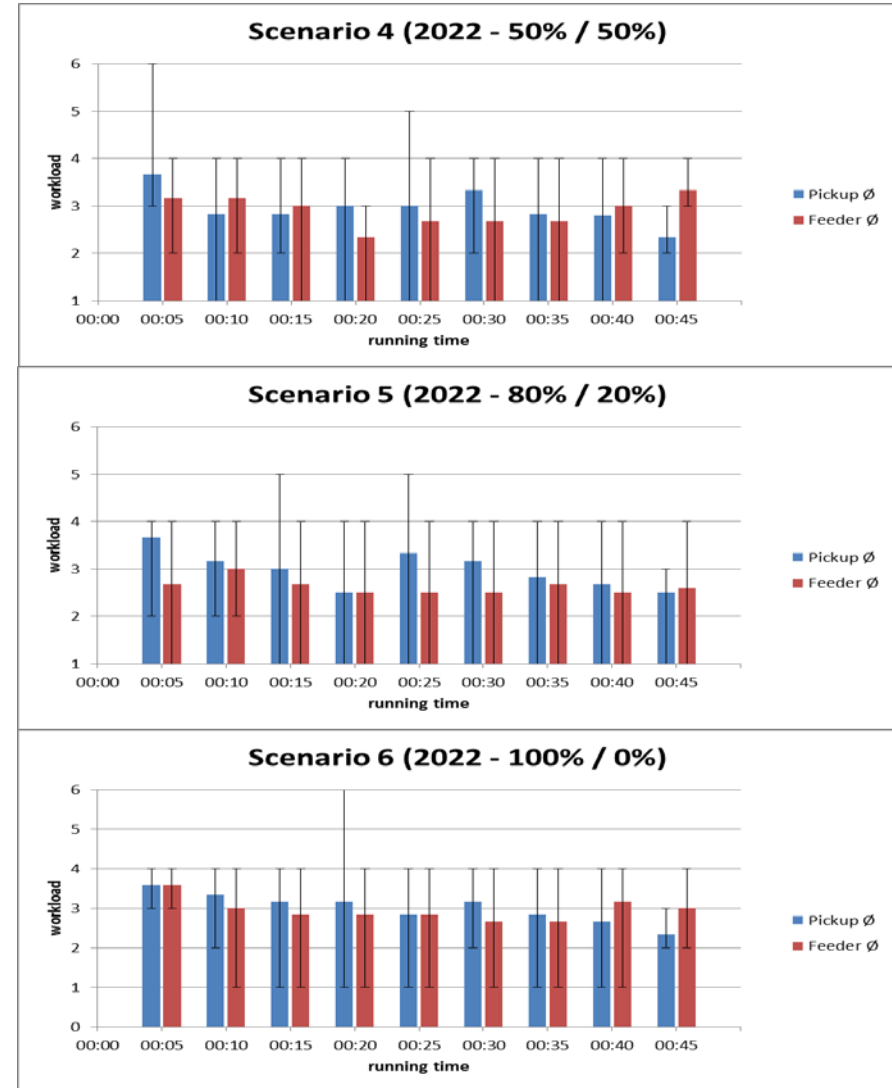 Scenario 4 (2022 - 50% / 50%)
6
5
4
3
2
1
workload
00:00 00:05 00:10 00:15 00:20 00:25 00:30 00:35 00:40 00:45
running time
Pickup Ø
Feeder Ø
Scenario 5 (2022 - 80% / 20%)
6
5
4
3
2
1
workload
00:00 00:05 00:10 00:15 00:20 00:25 00:30 00:35 00:40 00:45
running time
Pickup Ø
Feeder Ø
Scenario 6 (2022 - 100% / 0%)
6
5
4
3
2
1
0
workload
00:00 00:05 00:10 00:15 00:20 00:25 00:30 00:35 00:40 00:45
running time
Pickup Ø
Feeder Ø